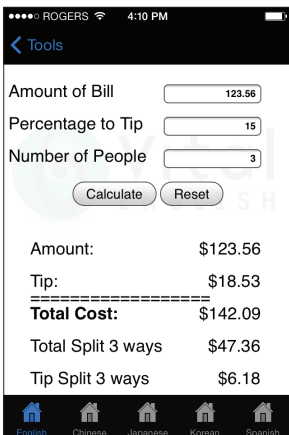 ROGERS 4:10 PM
Tools
Amount of Bill 123.56
Percentage to Tip 15
Number of People 3
Calculate Reset
Amount: $123.56
Tip: $18.53
===================
Total Cost: $142.09
Total Split 3 ways $47.36
Tip Split 3 ways $6.18
English Chinese Japanese Korean Spanish